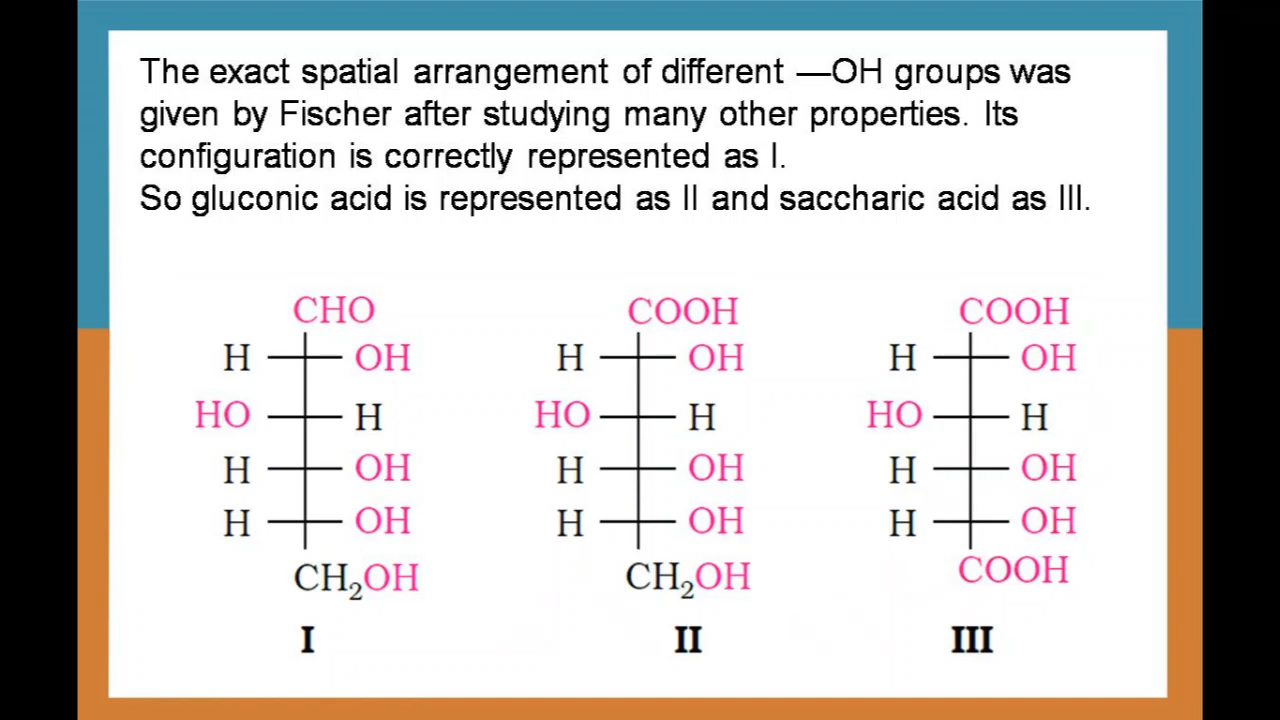 The exact spatial arrangement of different —OH groups was
given by Fischer after studying many other properties. Its
configuration is correctly represented as I.
So gluconic acid is represented as II and saccharic acid as III.
CHO COOH COOH
H OH H OH H OH
HO H HO H HO H
H OH H OH H OH
H OH H OH H OH
CH₂OH CH₂OH COOH
I II III